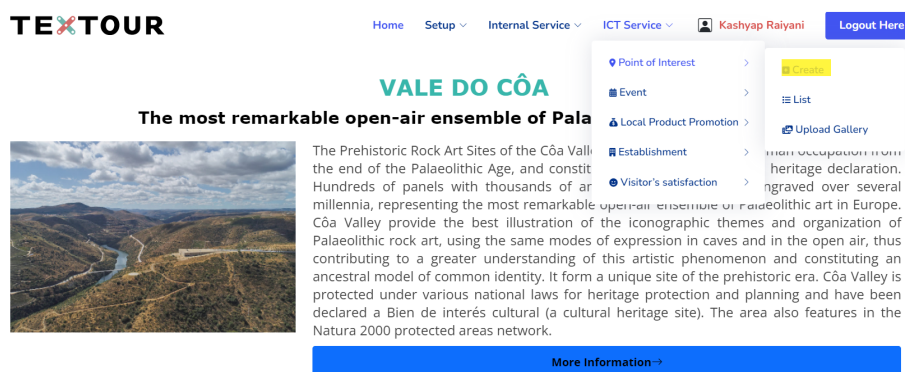 TEXTOUR
Home Setup Internal Service ICT Service Kashyap Raiyani Logout Here
Point of Interest
Event
Local Product Promotion
Establishment
Visitor's satisfaction
Create
List
Upload Gallery
VALE DO CÔA
The most remarkable open-air ensemble of
The Prehistoric Rock Art Sites of the Côa occupation from
the end of the Palaeolithic Age, and heritage declaration.
Hundreds of panels with thousands of over several
millennia, representing the most remarkable open-air ensemble of Palaeolithic art in Europe.
Côa Valley provide the best illustration of the iconographic themes and organization of
Palaeolithic rock art, using the same modes of expression in caves and in the open air, thus
contributing to a greater understanding of this artistic phenomenon and constituting an
ancestral model of common identity. It form a unique site of the prehistoric era. Côa Valley is
protected under various national laws for heritage protection and planning and have been
declared a Bien de interés cultural (a cultural heritage site). The area also features in the
Natura 2000 protected areas network.
More Information→